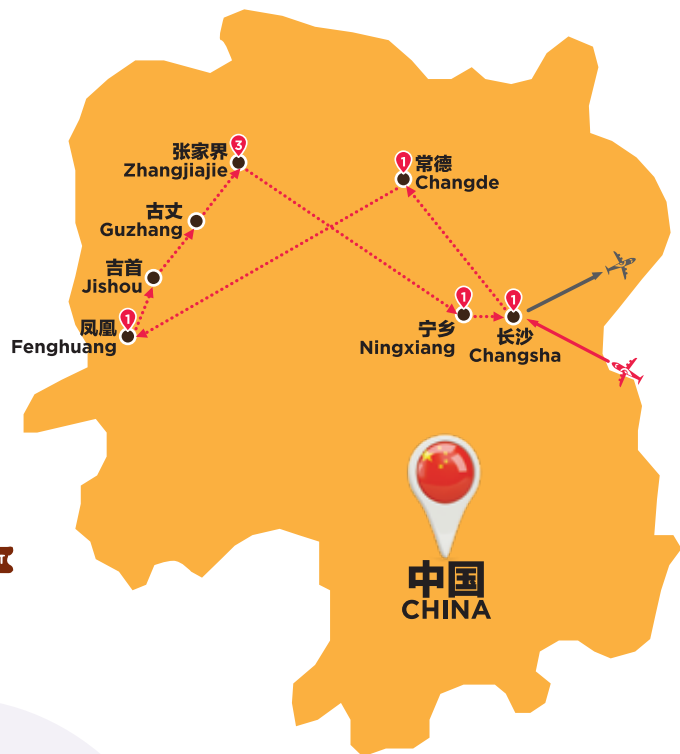 3
张家界
Zhangjiajie
1
常德
Changde
古丈
Guzhang
吉首
Jishou
1
凤凰
Fenghuang
1
宁乡
Ningxiang
1
长沙
Changsha
中国
CHINA